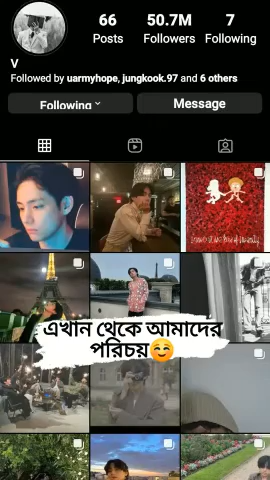 66 50.7M 7
Posts Followers Following
V
Followed by uarmyhope, jungkook.97 and 6 others
Following Message
এখান থেকে আমাদের
পরিচয়😊